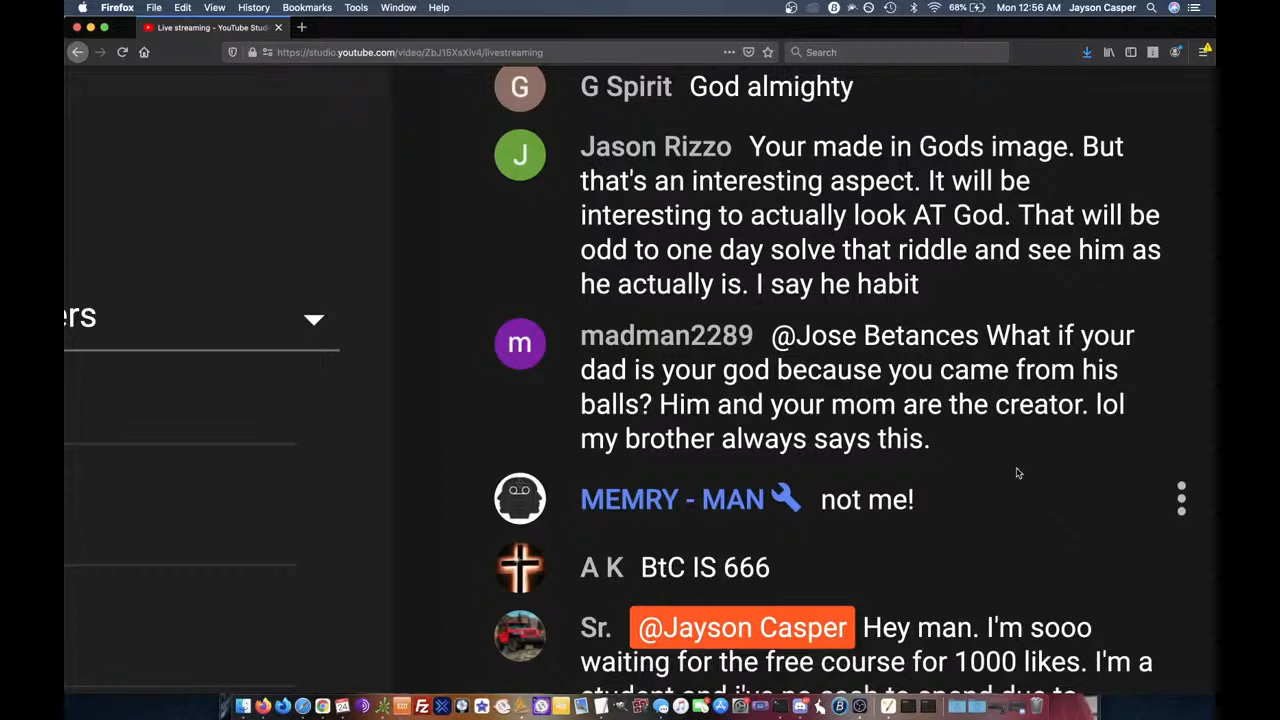 Firefox File Edit View History Bookmarks Tools Window Help 68% Mon 12:56 AM Jayson Casper
Live streaming - YouTube Studi
https://studio.youtube.com/video/ZbJ15XsXiv4/livestreaming Search
G G Spirit God almighty
J Jason Rizzo Your made in Gods image. But
that's an interesting aspect. It will be
interesting to actually look AT God. That will be
odd to one day solve that riddle and see him as
he actually is. I say he habit
ers
m madman2289 @Jose Betances What if your
dad is your god because you came from his
balls? Him and your mom are the creator. lol
my brother always says this.
MEMRY - MAN not me!
A K BtC IS 666
Sr. @Jayson Casper Hey man. I'm sooo
waiting for the free course for 1000 likes. I'm a